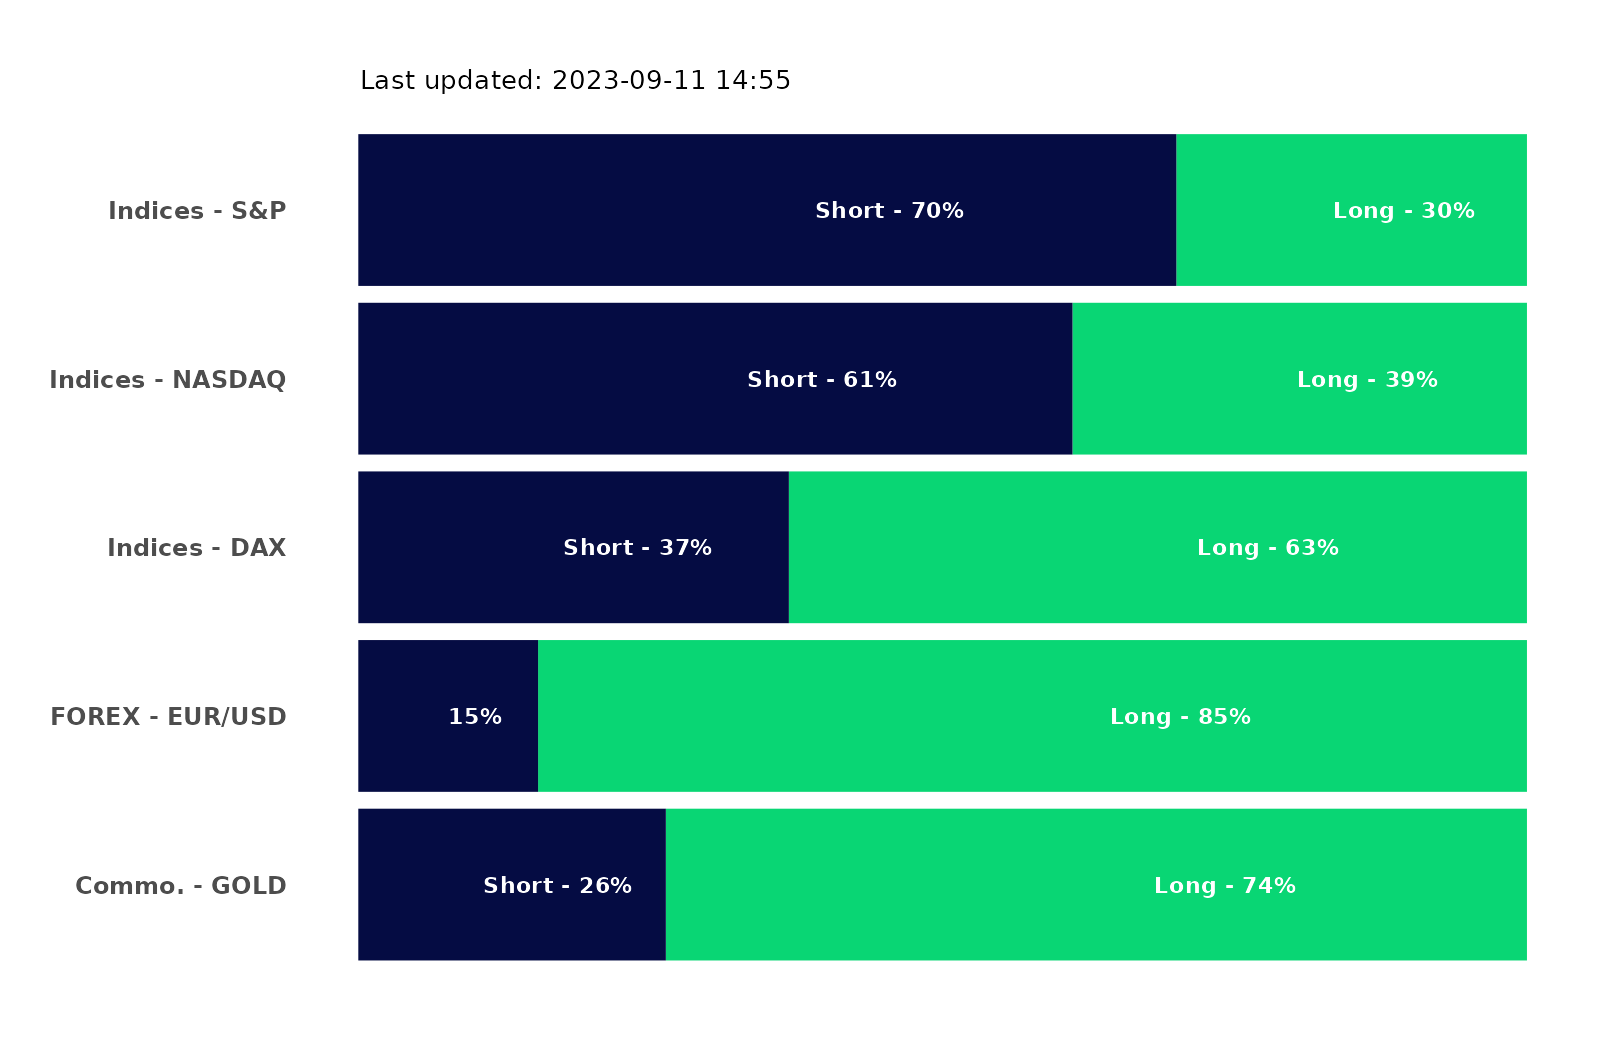 Last updated: 2023-09-11 14:55
Indices - S&P Short - 70% Long - 30%
Indices - NASDAQ Short - 61% Long - 39%
Indices - DAX Short - 37% Long - 63%
FOREX - EUR/USD 15% Long - 85%
Commo. - GOLD Short - 26% Long - 74%